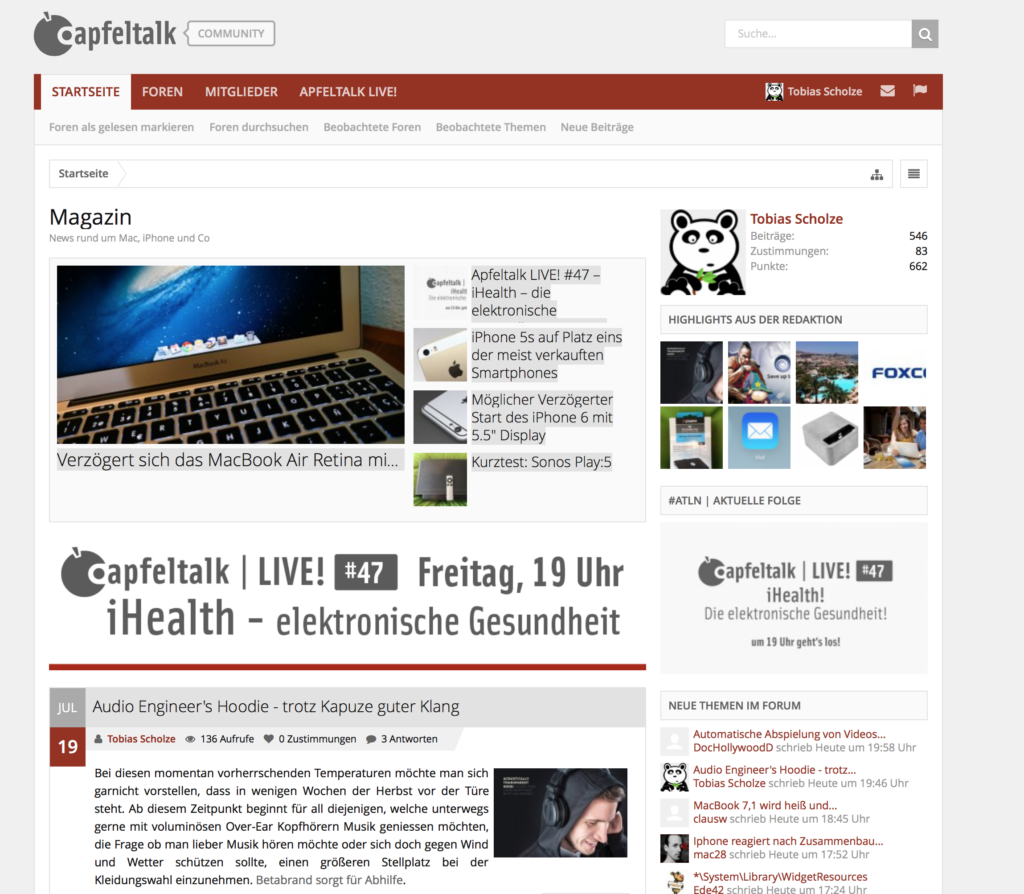 apfeltalk COMMUNITY
Suche...
STARTSEITE FOREN MITGLIEDER APFELTALK LIVE! Tobias Scholze
Foren als gelesen markieren Foren durchsuchen Beobachtete Foren Beobachtete Themen Neue Beiträge
Startseite
Magazin
News rund um Mac, iPhone und Co
MacBook Air
Verzögert sich das MacBook Air Retina mi...
apfeltalk |
iHealt
Die elektronisc
Apfeltalk LIVE! #47 –
iHealth – die
elektronische
iPhone 5s auf Platz eins
der meist verkauften
Smartphones
Möglicher Verzögerter
Start des iPhone 6 mit
5.5" Display
Kurztest: Sonos Play:5
apfeltalk | LIVE! #47 Freitag, 19 Uhr
iHealth – elektronische Gesundheit
JUL
19
Audio Engineer's Hoodie - trotz Kapuze guter Klang
Tobias Scholze 136 Aufrufe 0 Zustimmungen 3 Antworten
Bei diesen momentan vorherrschenden Temperaturen möchte man sich
garnicht vorstellen, dass in wenigen Wochen der Herbst vor der Türe
steht. Ab diesem Zeitpunkt beginnt für all diejenigen, welche unterwegs
gerne mit voluminösen Over-Ear Kopfhörern Musik geniessen möchten,
die Frage ob man lieber Musik hören möchte oder sich doch gegen Wind
und Wetter schützen sollte, einen größeren Stellplatz bei der
Kleidungswahl einzunehmen. Betabrand sorgt für Abhilfe.
Tobias Scholze
Beiträge: 546
Zustimmungen: 83
Punkte: 662
HIGHLIGHTS AUS DER REDAKTION
Save up t
FOXC
Mail
#ATLN | AKTUELLE FOLGE
apfeltalk | LIVE! #47
iHealth!
Die elektronische Gesundheit!
um 19 Uhr geht's los!
NEUE THEMEN IM FORUM
Automatische Abspielung von Videos...
DocHollywoodD schrieb Heute um 19:58 Uhr
Audio Engineer's Hoodie - trotz...
Tobias Scholze schrieb Heute um 19:46 Uhr
MacBook 7,1 wird heiß und...
clausw schrieb Heute um 18:45 Uhr
Iphone reagiert nach Zusammenbau...
mac28 schrieb Heute um 17:52 Uhr
*\System\Library\WidgetResources
Ede42 schrieb Heute um 17:24 Uhr